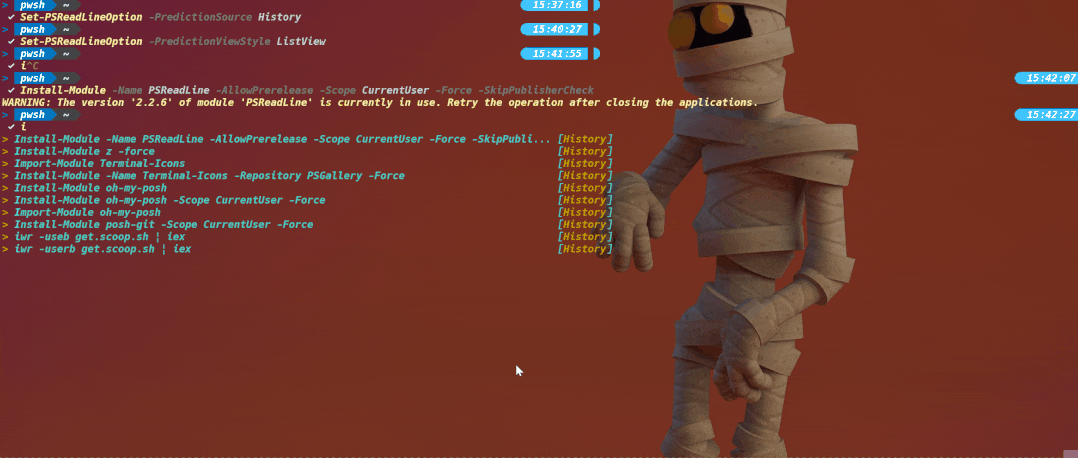 > pwsh ~ 15:37:16
✓ Set-PSReadLineOption -PredictionSource History
> pwsh ~ 15:40:27
✓ Set-PSReadLineOption -PredictionViewStyle ListView
> pwsh ~ 15:41:55
✓ i^C
> pwsh ~ 15:42:07
✓ Install-Module -Name PSReadLine -AllowPrerelease -Scope CurrentUser -Force -SkipPublisherCheck
WARNING: The version '2.2.6' of module 'PSReadLine' is currently in use. Retry the operation after closing the applications.
> pwsh ~ 15:42:27
✓ i
> Install-Module -Name PSReadLine -AllowPrerelease -Scope CurrentUser -Force -SkipPubli... [History]
> Install-Module z -force [History]
> Import-Module Terminal-Icons [History]
> Install-Module -Name Terminal-Icons -Repository PSGallery -Force [History]
> Install-Module oh-my-posh [History]
> Install-Module oh-my-posh -Scope CurrentUser -Force [History]
> Import-Module oh-my-posh [History]
> Install-Module posh-git -Scope CurrentUser -Force [History]
> iwr -useb get.scoop.sh | iex [History]
> iwr -userb get.scoop.sh | iex [History]